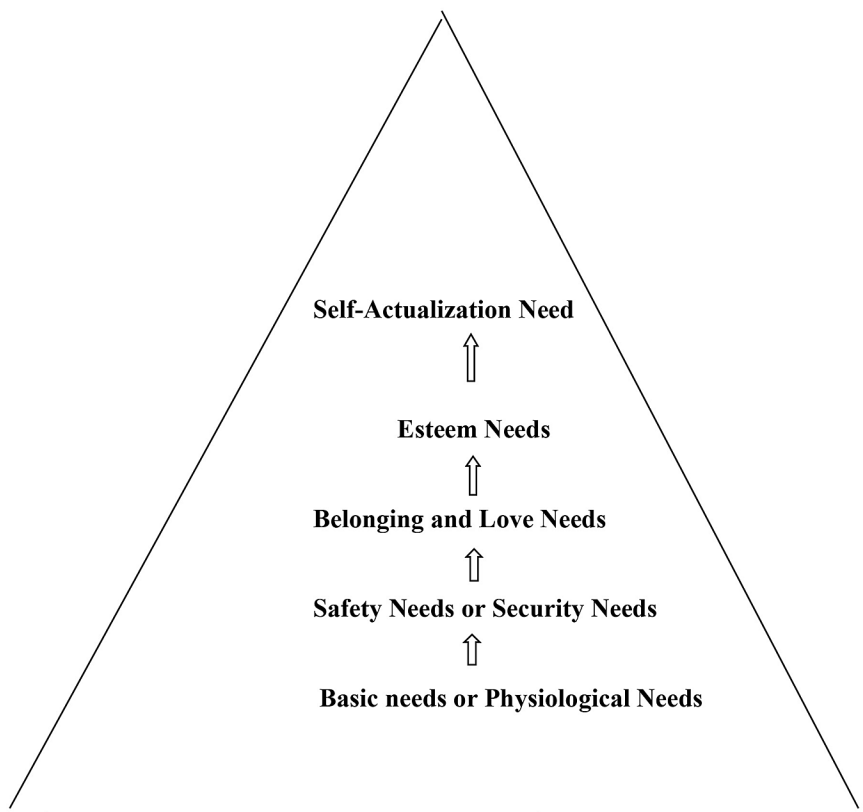 Self-Actualization Need
Esteem Needs
Belonging and Love Needs
Safety Needs or Security Needs
Basic needs or Physiological Needs